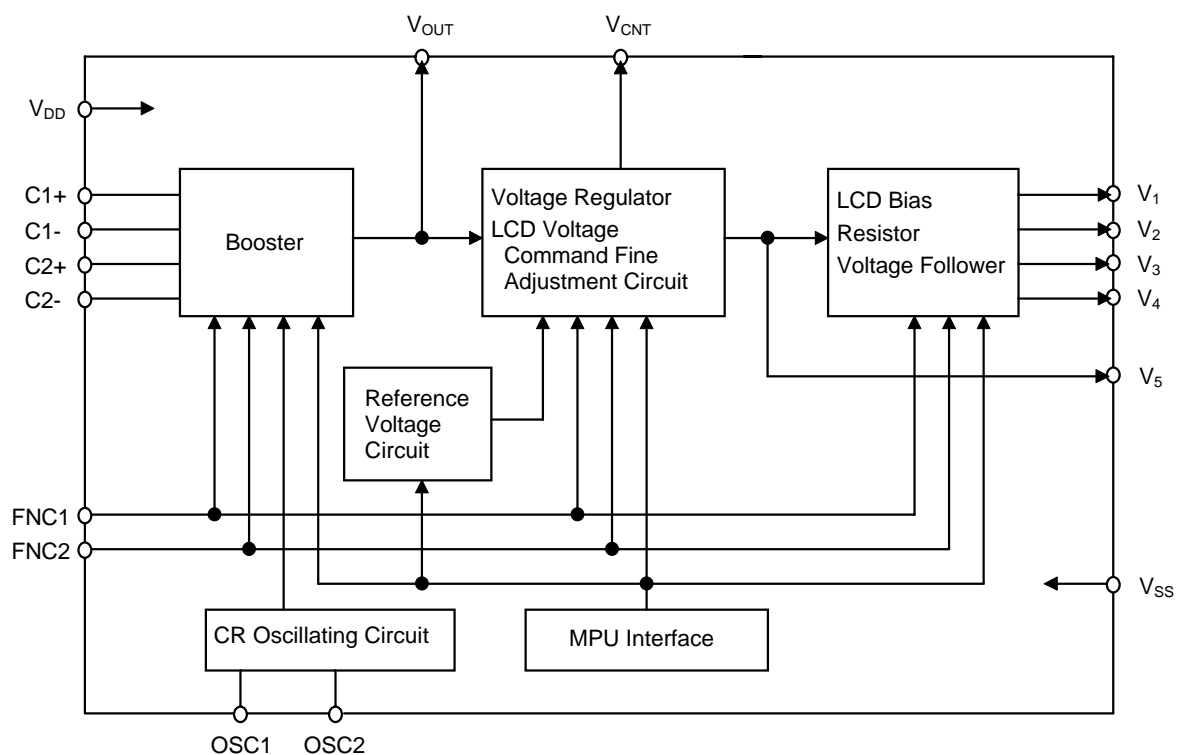 VOUT
VCNT
VDD
C1+
C1-
C2+
C2-
Booster
Voltage Regulator
LCD Voltage
Command Fine
Adjustment Circuit
LCD Bias
Resistor
Voltage Follower
V1
V2
V3
V4
V5
Reference
Voltage
Circuit
FNC1
FNC2
VSS
CR Oscillating Circuit
MPU Interface
OSC1
OSC2